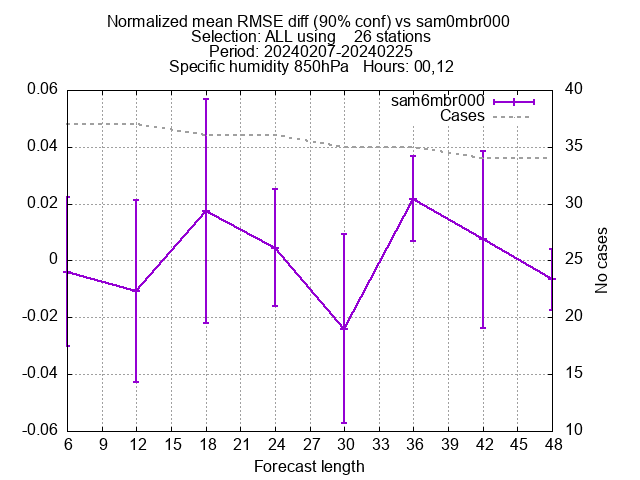 Normalized mean RMSE diff (90% conf) vs sam0mbr000
Selection: ALL using    26 stations
Period: 20240207-20240225
Specific humidity 850hPa   Hours: 00,12
sam6mbr000
Cases
0.06
0.04
0.02
0
-0.02
-0.04
-0.06
40
35
30
25
20
15
10
No cases
6 9 12 15 18 21 24 27 30 33 36 39 42 45 48
Forecast length